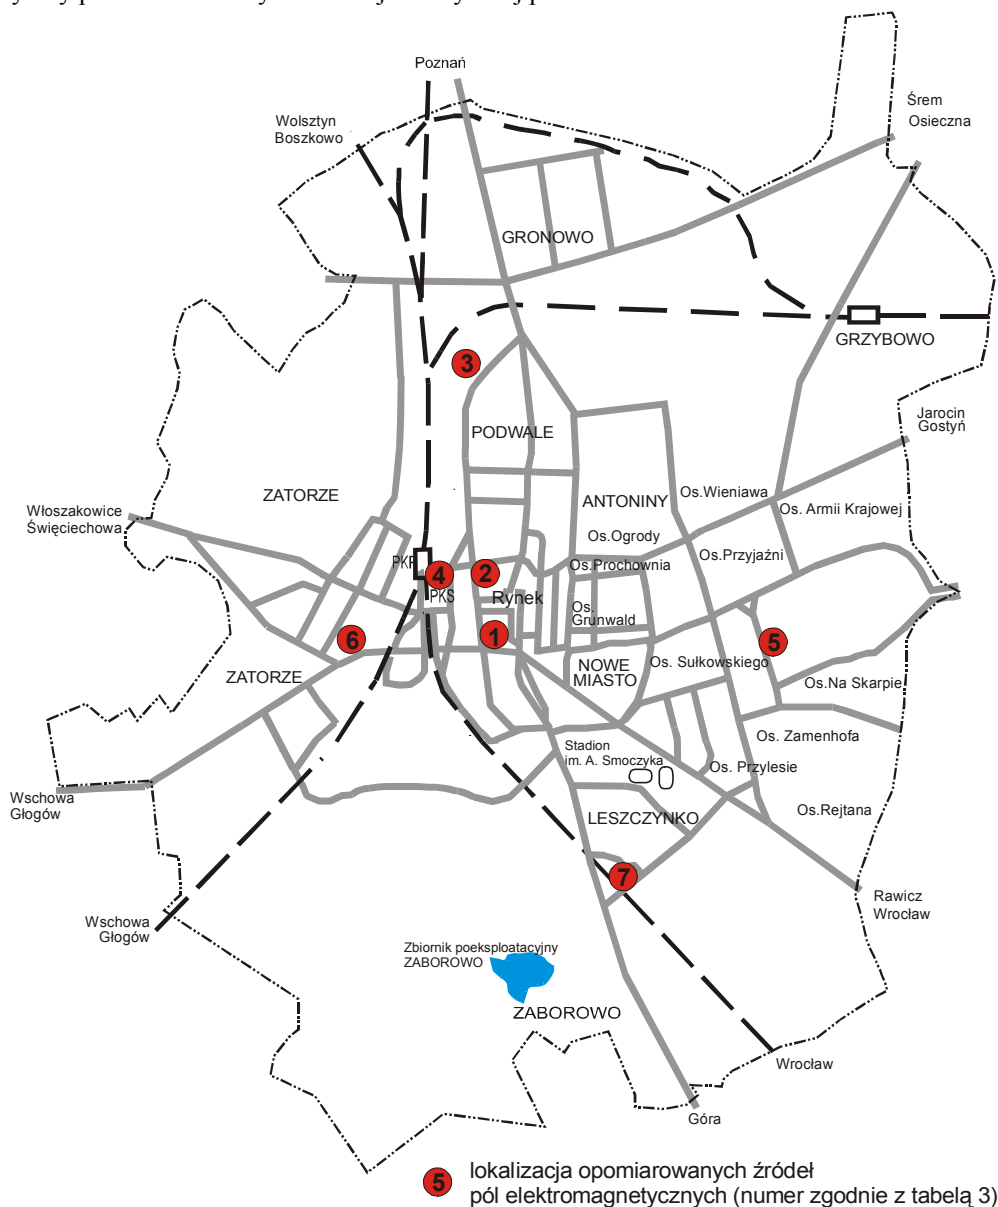 Poznań
Wolsztyn
Boszkowo
Śrem
Osieczna
GRONOWO
GRZYBOWO
3
Jarocin
Gostyń
PODWALE
ZATORZE
ANTONINY
Os.Wieniawa
Os. Armii Krajowej
Włoszakowice
Święciechowa
Os.Ogrody
Os.Przyjaźni
PKP
4
2
Os.Prochownia
PKS
Rynek
Os.
Grunwald
6
1
5
NOWE
MIASTO
Os. Sułkowskiego
ZATORZE
Os.Na Skarpie
Os. Zamenhofa
Stadion
im. A. Smoczyka
Os. Przylesie
Wschowa
Głogów
Os.Rejtana
LESZCZYNKO
7
Rawicz
Wrocław
Wschowa
Głogów
Zbiornik poeksploatacyjny
ZABOROWO
ZABOROWO
Wrocław
Góra
5
lokalizacja opomiarowanych źródeł
pól elektromagnetycznych (numer zgodnie z tabelą 3)